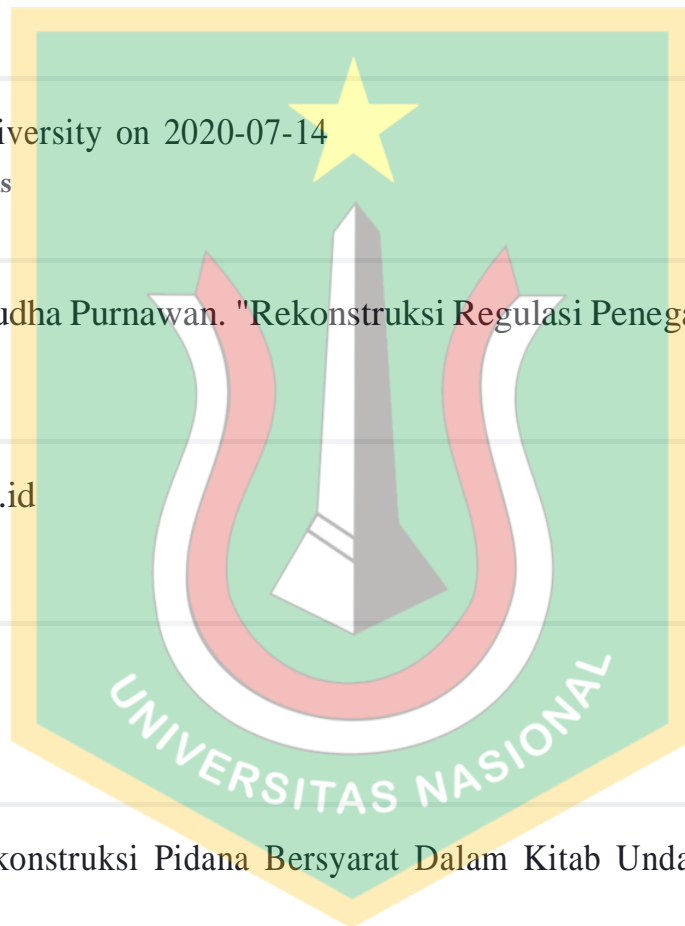 iversity on 2020-07-14
s
udha Purnawan. "Rekonstruksi Regulasi Penega
.id
UNIVERSITAS NASIONAL
konstruksi Pidana Bersyarat Dalam Kitab Unda